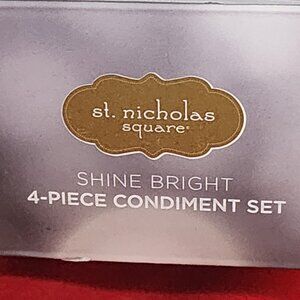 st. nicholas
square®
SHINE BRIGHT
4-PIECE CONDIMENT SET